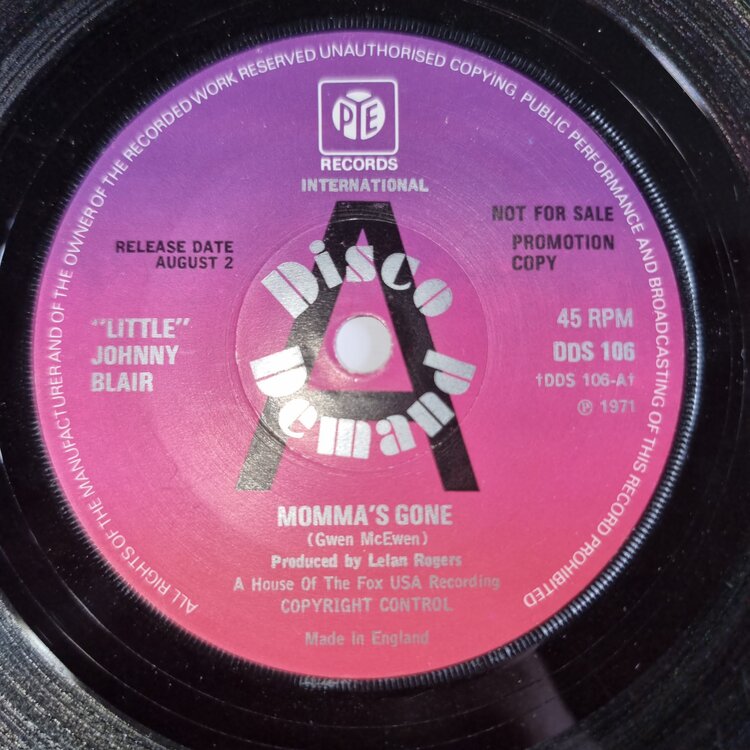 ALL RIGHTS OF THE MANUFACTURER AND OF THE OWNER OF THE RECORDED WORK RESERVED UNAUTHORISED COPYING, PUBLIC PERFORMANCE AND BROADCASTING OF THIS RECORD PROHIBITED
PYE
RECORDS
INTERNATIONAL
NOT FOR SALE
PROMOTION
COPY
RELEASE DATE
AUGUST 2
A
Disco Demand
"LITTLE"
JOHNNY
BLAIR
45 RPM
DDS 106
†DDS 106-A†
℗ 1971
MOMMA'S GONE
(Gwen McEwen)
Produced by Lelan Rogers
A House Of The Fox USA Recording
COPYRIGHT CONTROL
Made in England